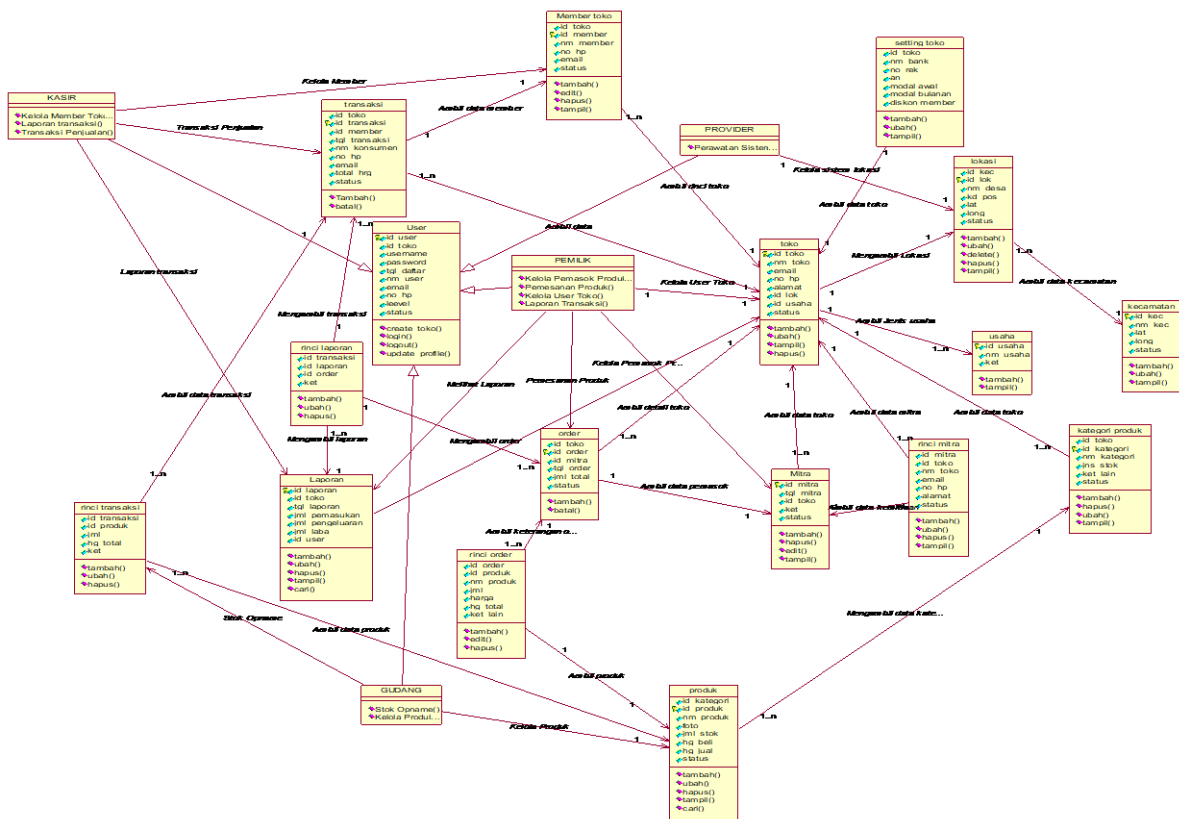 Member toko
id toko
id member
nm member
no hp
email
status
tambah()
edit()
hapus()
tampil()
setting toko
id toko
nm bank
no rek
an
modal awal
modal bulanan
diskon member
tambah()
ubah()
tampil()
KASIR
Kelola Member Toku...
Laporan transaksi()
Transaksi Penjualan()
transaksi
id toko
id transaksi
id member
tgl transaksi
nm konsumen
no hp
email
total hrg
status
Tambah()
batal()
PROVIDER
Perawatan Sisten...
lokasi
id kec
id lok
nm desa
kd pos
lat
long
status
tambah()
ubah()
delete()
hapus()
tampil()
User
id user
id toko
username
password
tgl daftar
nm user
email
no hp
leevel
status
create toko()
login()
logout()
update profile()
PEMILIK
Kelola Pemasok Produ(...
Pemesanan Produk()
Kelola User Toko()
Laporan Transaksi()
toko
id toko
nm toko
email
no hp
alamat
id lok
id usaha
status
tambah()
ubah()
tampil()
hapus()
kecamatan
id kec
nm kec
lat
long
status
tambah()
ubah()
tampil()
usaha
id usaha
nm usaha
ket
tambah()
tampil()
rinci laporan
id transaksi
id laporan
id order
ket
tambah()
ubah()
hapus()
order
id toko
id order
id mitra
tgl order
jml total
status
tambah()
batal()
Mitra
id mitra
tgl mitra
id toko
ket
status
tambah()
hapus()
edit()
tampil()
rinci mitra
id mitra
id toko
nm toko
email
no hp
alamat
status
tambah()
ubah()
hapus()
tampil()
kategori produk
id toko
id kategori
nm kategori
jns stok
ket lain
status
tambah()
hapus()
ubah()
tampil()
Laporan
id laporan
id toko
tgl laporan
jml pemasukan
jml pengeluaran
jml laba
id user
tambah()
ubah()
hapus()
tampil()
cari()
rinci transaksi
id transaksi
id produk
jml
hg total
ket
tambah()
ubah()
hapus()
rinci order
id order
id produk
nm produk
jml
harga
hg total
ket lain
tambah()
edit()
hapus()
GUDANG
Stok Opname()
Kelola Produl...
produk
id kategori
id produk
nm produk
foto
jml stok
hg beli
hg jual
status
tambah()
ubah()
hapus()
tampil()
cari()
Kelola Member
Transaksi Penjualan
Ambil data member
Ambil rinci toko
Kelola sistem lokasi
Ambil data toko
Ambil data
Mengambil Lokasi
Ambil data kecamatan
Laporan transaksi
Kelola User Toko
Ambil Jenis usaha
Mengambil transaksi
Ambil data transaksi
Melihat Laporan
Pemesanan Produk
Kelola Pemasok Pr...
Ambil detail toko
Ambil data toko
Ambil data mitra
Ambil data toko
Mengambil laporan
Mengambil order
Ambil data pemasok
Ambil keterangan o...
Stok Opname
Ambil data produk
Ambil produk
Kelola Produk
Mengambil data kate...